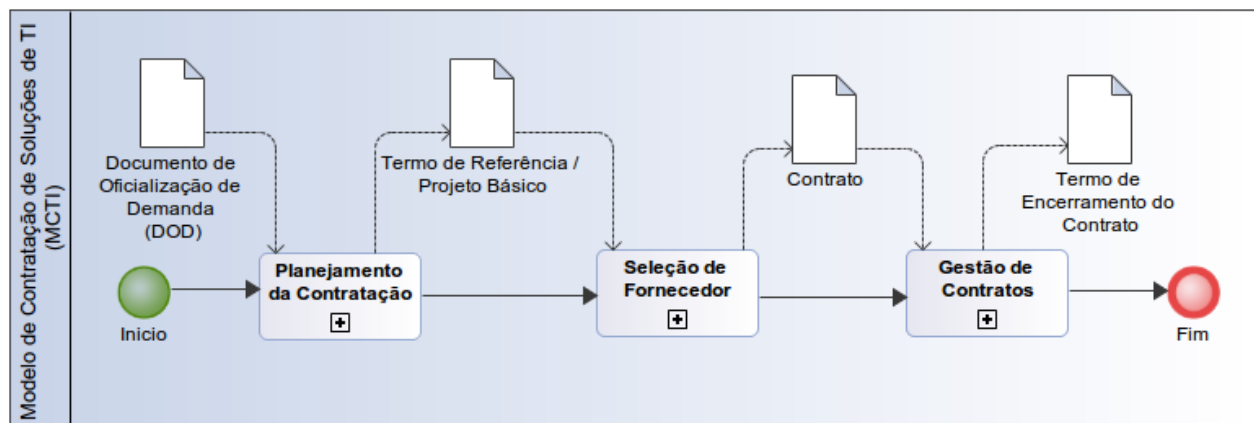 Modelo de Contratação de Soluções de TI
(MCTI)
Documento de
Oficialização de
Demanda
(DOD)
Termo de Referência /
Projeto Básico
Contrato
Termo de
Encerramento do
Contrato
Inicio
Planejamento
da Contratação
Seleção de
Fornecedor
Gestão de
Contratos
Fim